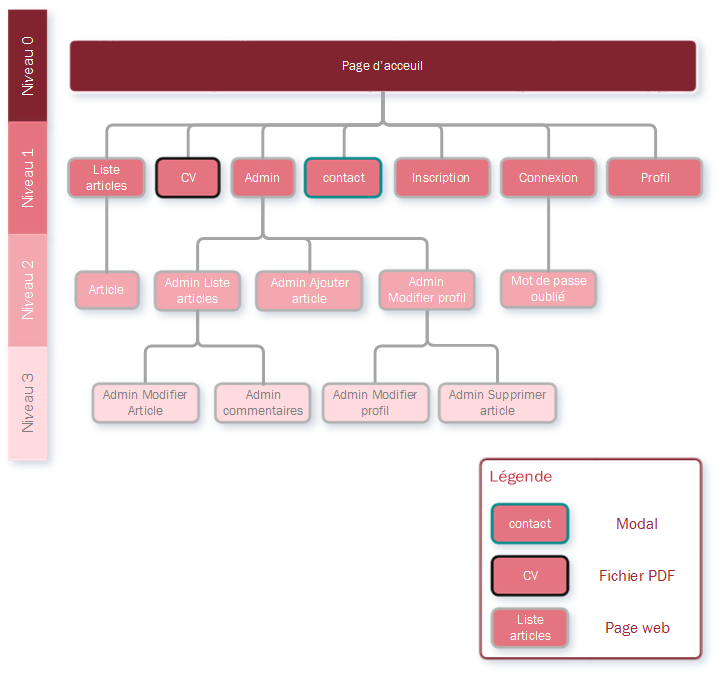 Niveau 0
Page d'acceuil
Niveau 1
Liste
articles
CV
Admin
contact
Inscription
Connexion
Profil
Niveau 2
Article
Admin Liste
articles
Admin Ajouter
article
Admin
Modifier profil
Mot de passe
oublié
Niveau 3
Admin Modifier
Article
Admin
commentaires
Admin Modifier
profil
Admin Supprimer
article
Légende
contact
Modal
CV
Fichier PDF
Liste
articles
Page web